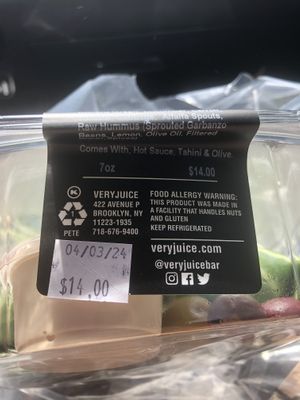 Alfalfa Spouts,
Raw Hummus (Sprouted Garbanzo
Beans, Lemon, Olive Oil, Filtered
Comes With, Hot Sauce, Tahini & Olive.
7oz $14.00
K
VERYJUICE
422 AVENUE P
BROOKLYN, NY
11223-1935
718-676-9400
PETE
FOOD ALLERGY WARNING:
THIS PRODUCT WAS MADE IN
A FACILITY THAT HANDLES NUTS
AND GLUTEN
KEEP REFRIGERATED
veryjuice.com
@veryjuicebar
04/03/24
$14.00